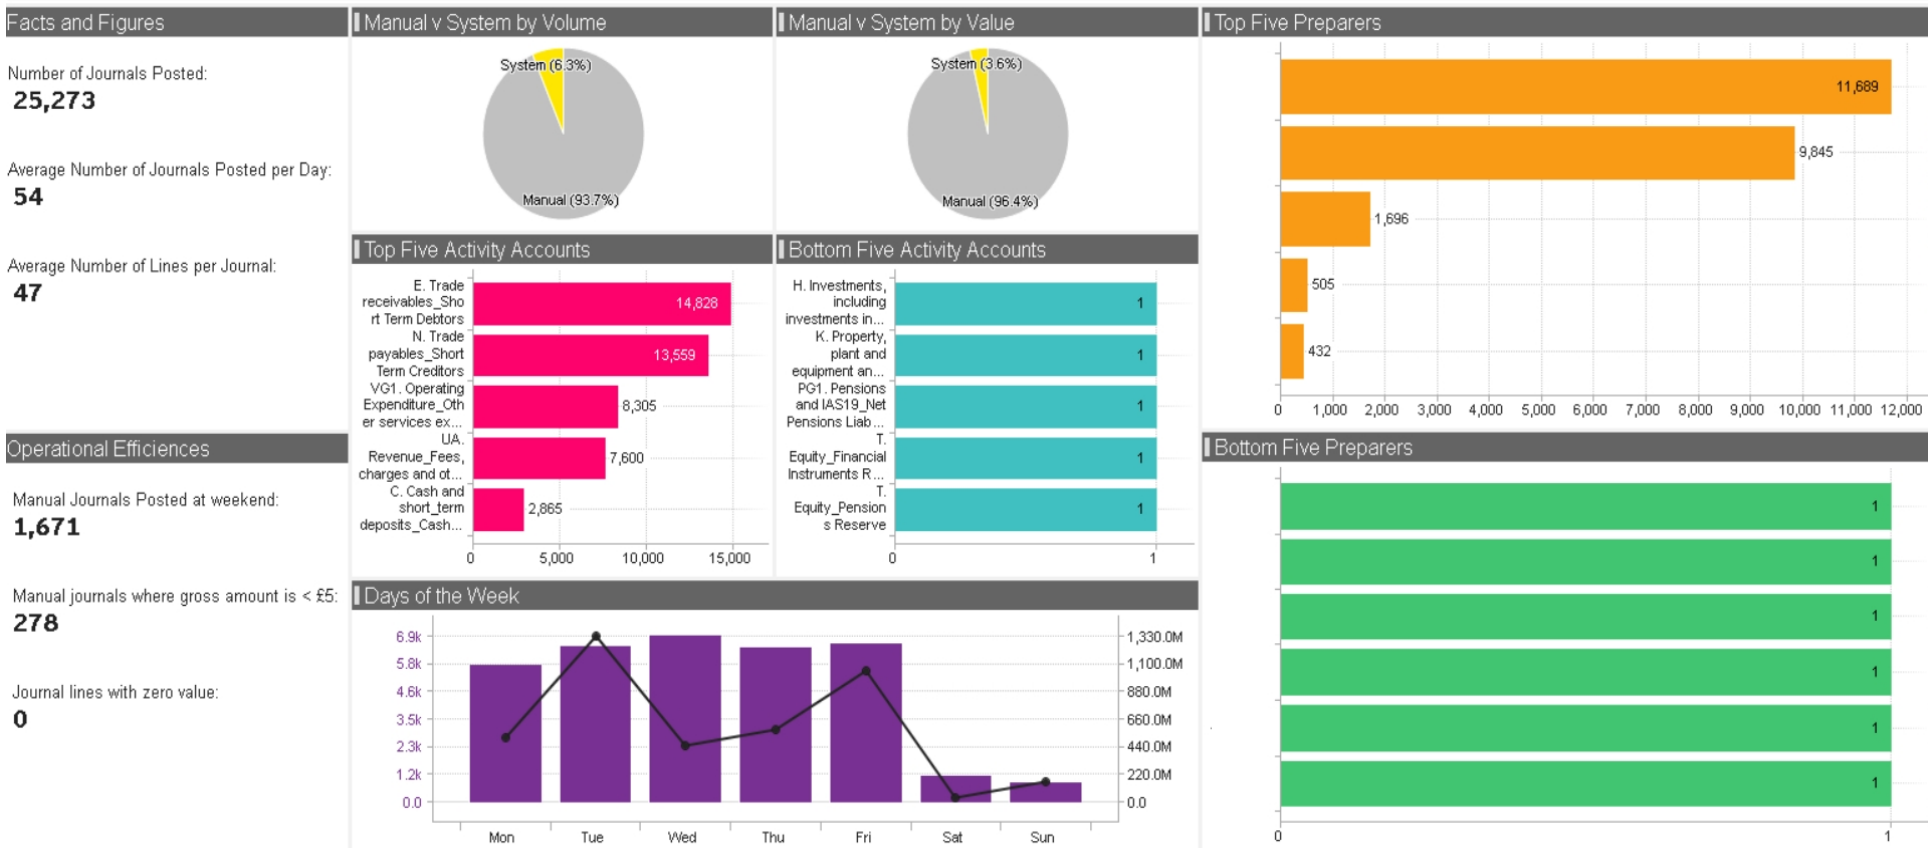 Facts and Figures
Number of Journals Posted:
25,273
Average Number of Journals Posted per Day:
54
Average Number of Lines per Journal:
47
Operational Efficiences
Manual Journals Posted at weekend:
1,671
Manual journals where gross amount is < £5:
278
Journal lines with zero value:
0
Manual v System by Volume
System (6.3%)
Manual (93.7%)
Manual v System by Value
System (3.6%)
Manual (96.4%)
Top Five Activity Accounts
E. Trade
receivables_Sho
rt Term Debtors
14,828
N. Trade
payables_Short
Term Creditors
13,559
VG1. Operating
Expenditure_Oth
er services ex...
8,305
UA.
Revenue_Fees,
charges and ot...
7,600
C. Cash and
short_term
deposits_Cash...
2,865
0 5,000 10,000 15,000
Bottom Five Activity Accounts
H. Investments,
including
investments in...
1
K. Property,
plant and
equipment an...
1
PG1. Pensions
and IAS19_Net
Pensions Liab...
1
T.
Equity_Financial
Instruments R...
1
T.
Equity_Pension
s Reserve
1
0 1
Days of the Week
6.9k 1,330.0M
5.8k 1,100.0M
4.6k 880.0M
3.5k 660.0M
2.3k 440.0M
1.2k 220.0M
0.0 0.0
Mon Tue Wed Thu Fri Sat Sun
Top Five Preparers
11,689
9,845
1,696
505
432
0 1,000 2,000 3,000 4,000 5,000 6,000 7,000 8,000 9,000 10,000 11,000 12,000
Bottom Five Preparers
1
1
1
1
1
1
0 1